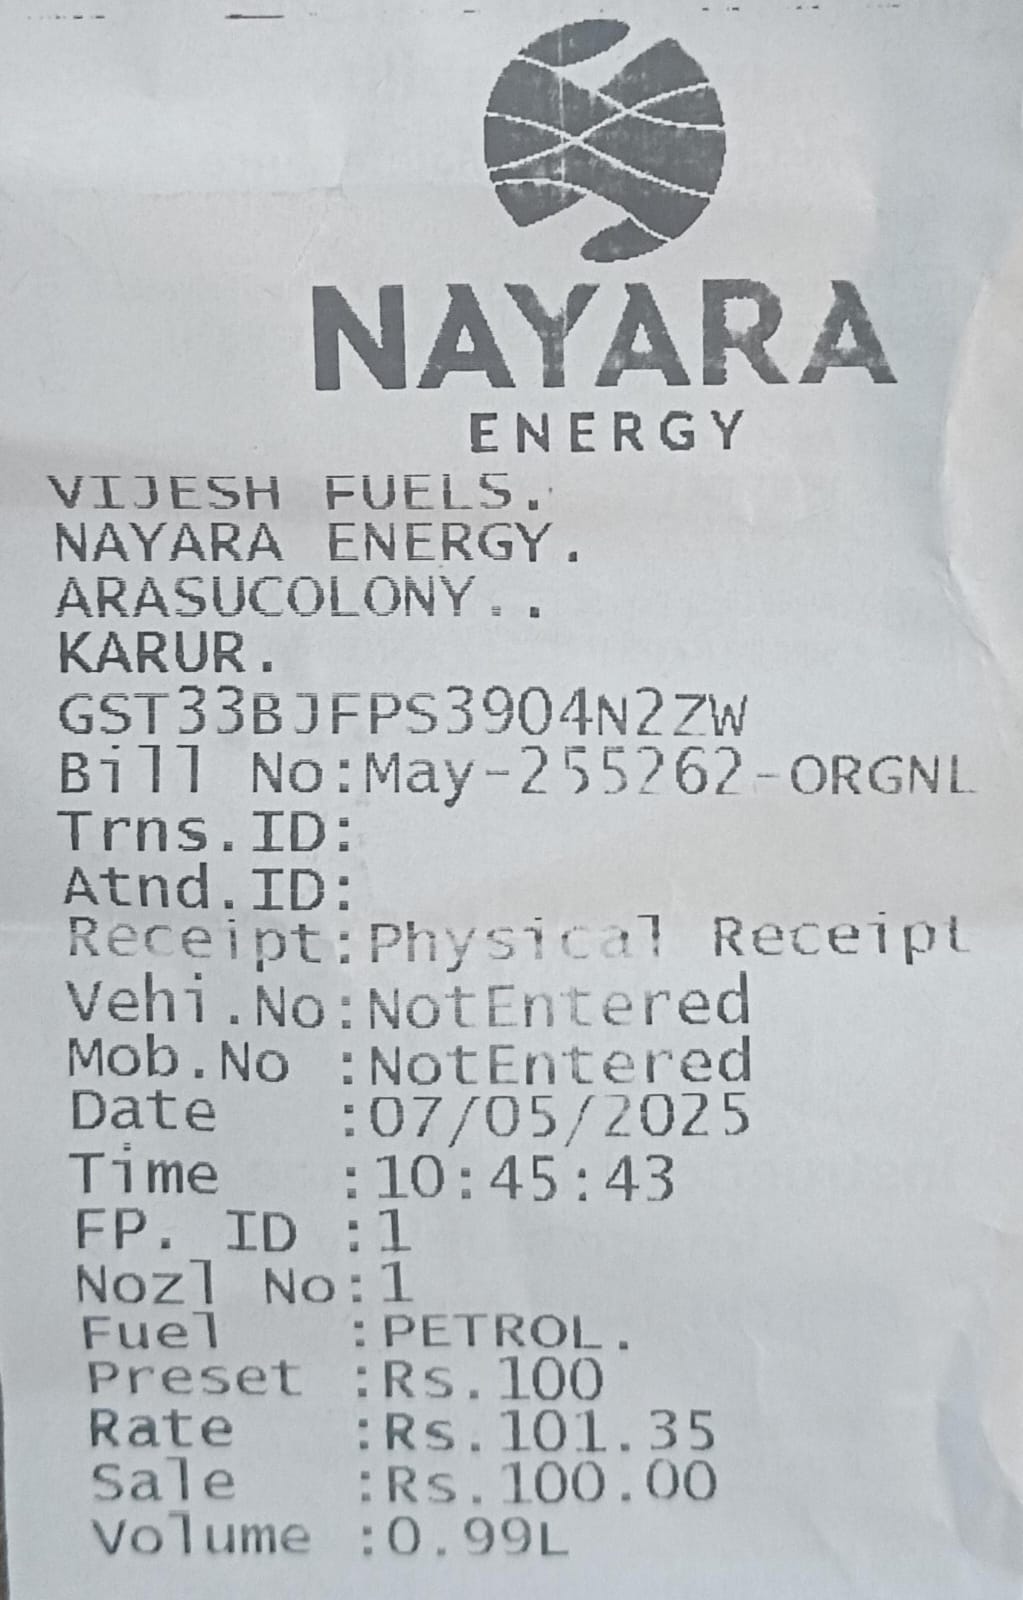 NAYARA
ENERGY
VIJESH FUELS.
NAYARA ENERGY.
ARASUCOLONY..
KARUR.
GST33BJFPS3904N2ZW
Bill No:May-255262-ORGNL
Trns.ID:
Atnd.ID:
Receipt:Physical Receipt
Vehi.No:NotEntered
Mob.No :NotEntered
Date :07/05/2025
Time :10:45:43
FP. ID :1
Nozl No:1
Fuel :PETROL.
Preset :Rs.100
Rate :Rs.101.35
Sale :Rs.100.00
Volume :0.99L